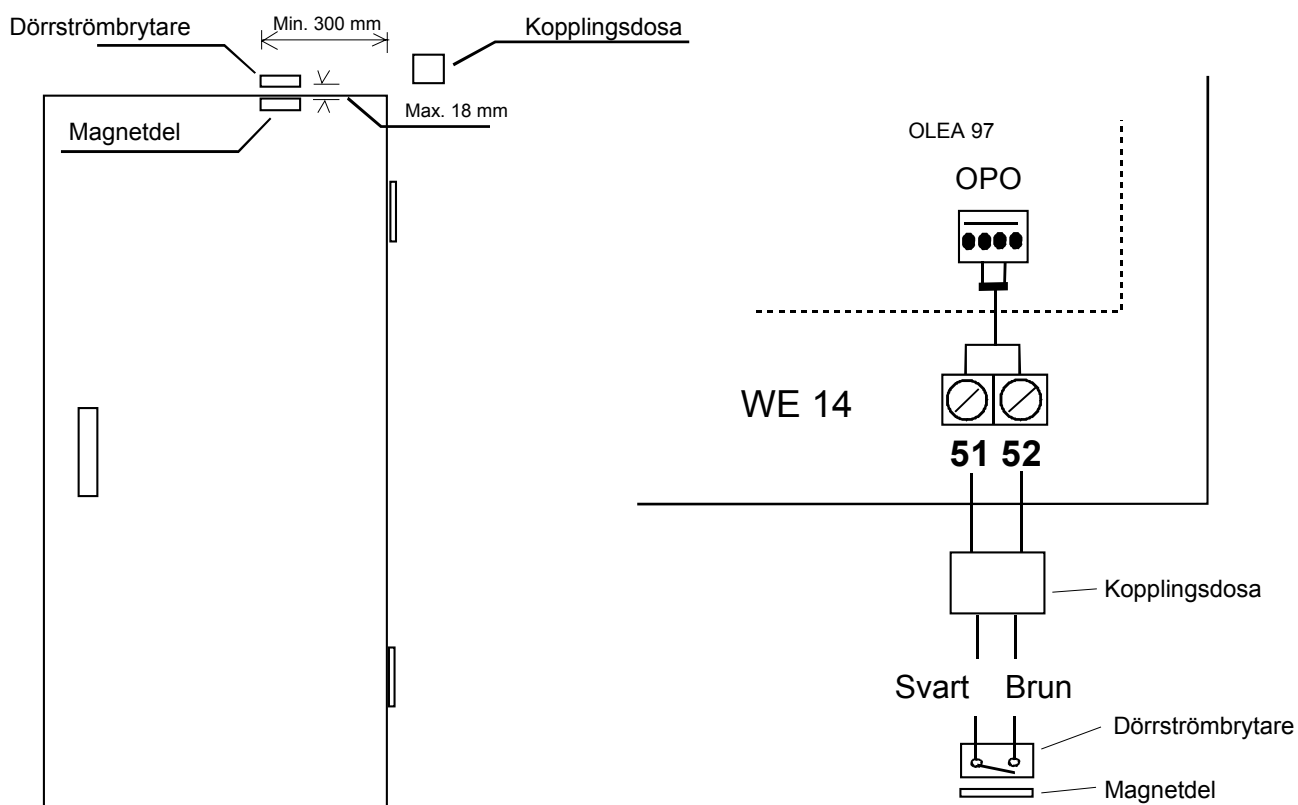 Dörrströmbrytare
Min. 300 mm
Kopplingsdosa
Max. 18 mm
Magnetdel
OLEA 97
OPO
WE 14
51 52
Kopplingsdosa
Svart Brun
Dörrströmbrytare
Magnetdel